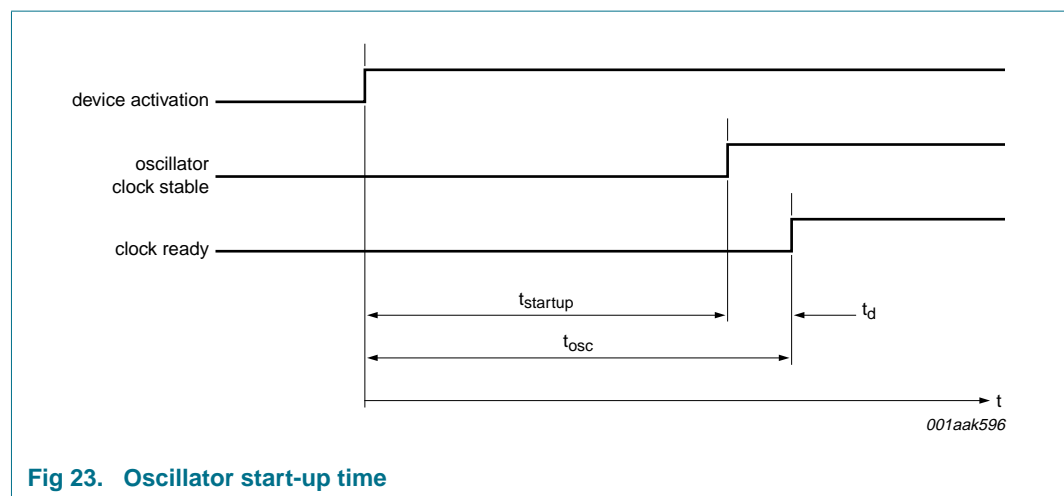 device activation
oscillator
clock stable
clock ready
tstartup
td
tosc
t
001aak596
Fig 23. Oscillator start-up time